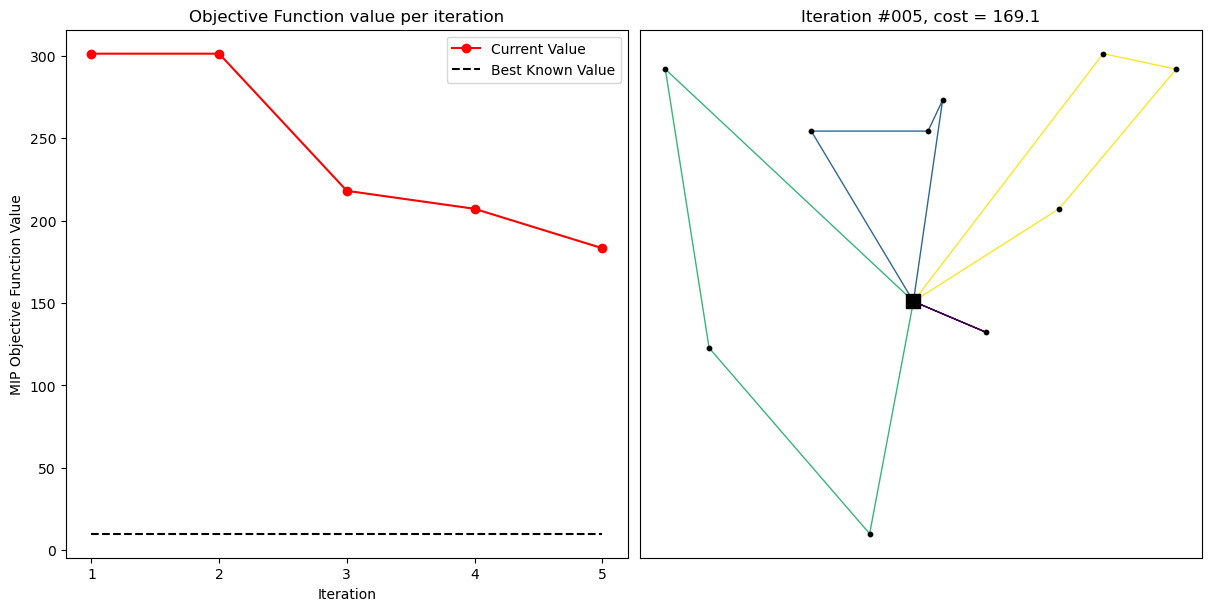 Objective Function value per iteration
Iteration #005, cost = 169.1
Current Value
Best Known Value
MIP Objective Function Value
300
250
200
150
100
50
0
1 2 3 4 5
Iteration